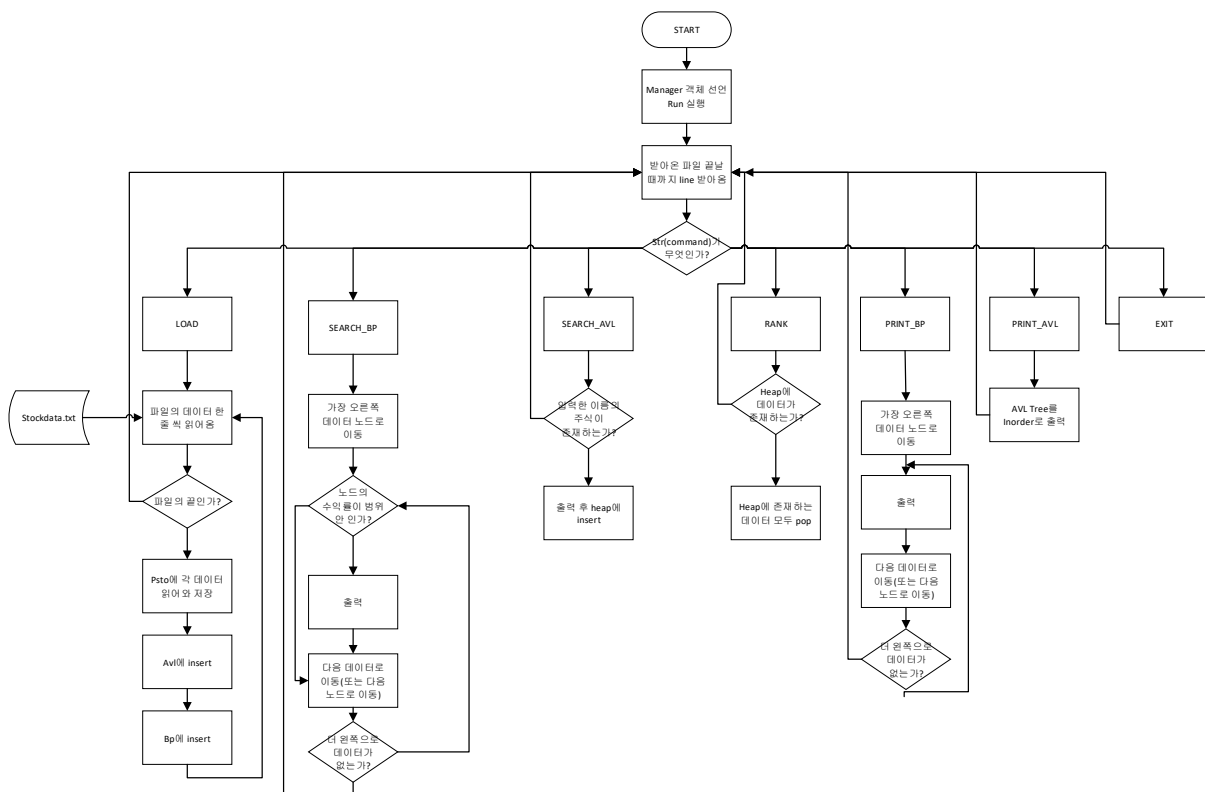 START
Manager 객체 선언
Run 실행
받아온 파일 끝날
때까지 line 받아옴
Str(command)가
무엇인가?
LOAD
SEARCH_BP
SEARCH_AVL
RANK
PRINT_BP
PRINT_AVL
EXIT
Stockdata.txt
파일의 데이터 한
줄 씩 읽어옴
파일의 끝인가?
Psto에 각 데이터
읽어와 저장
Avl에 insert
Bp에 insert
가장 오른쪽
데이터 노드로
이동
노드의
수익률이 범위
안 인가?
출력
다음 데이터로
이동(또는 다음
노드로 이동)
더 왼쪽으로
데이터가
없는가?
입력한 이름의
주식이
존재하는가?
출력 후 heap에
insert
Heap에
데이터가
존재하는가?
Heap에 존재하는
데이터 모두 pop
가장 오른쪽
데이터 노드로
이동
출력
다음 데이터로
이동(또는 다음
노드로 이동)
더 왼쪽으로
데이터가
없는가?
AVL Tree를
Inorder로 출력